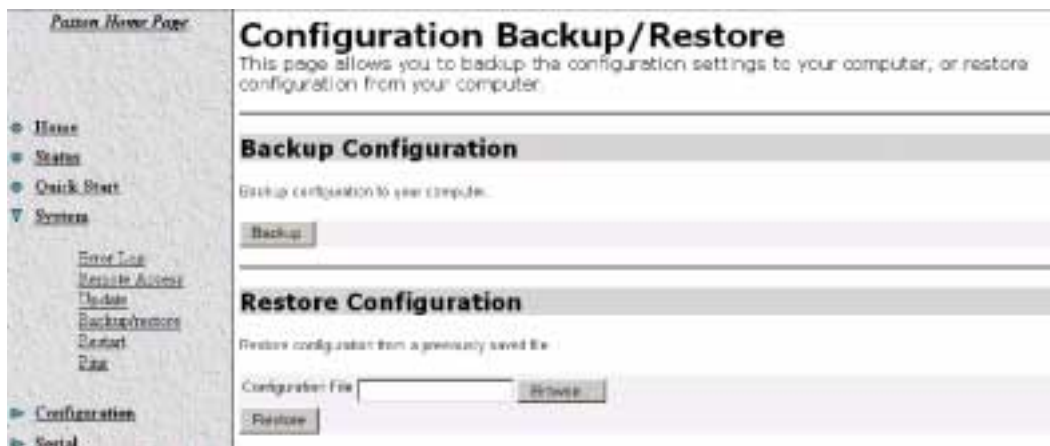 Patton Home Page
Home
Status
Quick Start
System
Error Log
Remote Access
Update
Backup/restore
Restart
Ping
Configuration
Serial
Configuration Backup/Restore
This page allows you to backup the configuration settings to your computer, or restore
configuration from your computer.
Backup Configuration
Backup configuration to your computer.
Backup
Restore Configuration
Restore configuration from a previously saved file
Configuration File
Browse...
Restore